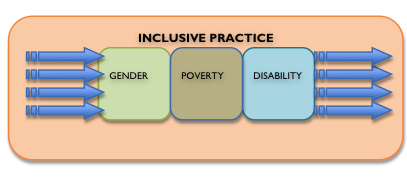 INCLUSIVE PRACTICE
GENDER POVERTY DISABILITY